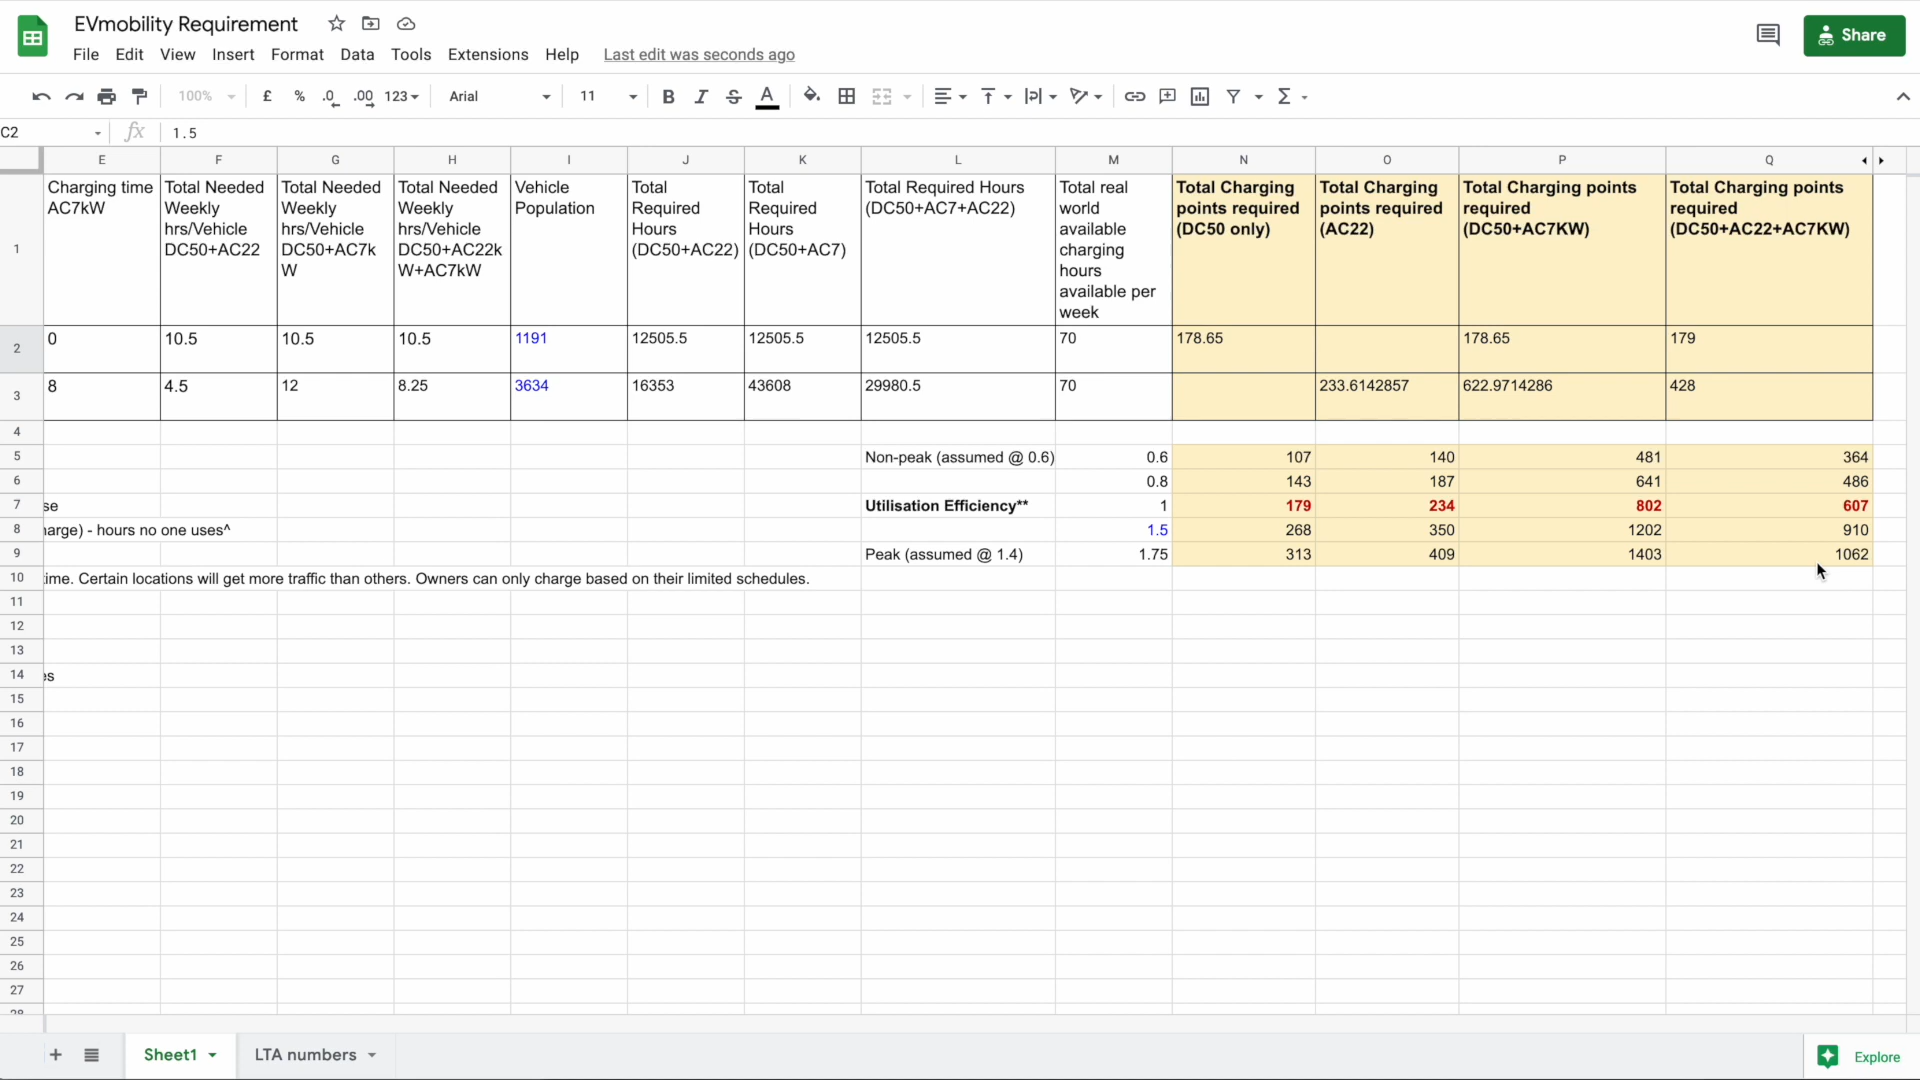 EVmobility Requirement
File Edit View Insert Format Data Tools Extensions Help Last edit was seconds ago
Share
100% £ % .0 .00 123 Arial 11 B I S A Σ
C2 fx 1.5
E F G H I J K L M N O P Q
1
Charging time
AC7kW
Total Needed
Weekly
hrs/Vehicle
DC50+AC22
Total Needed
Weekly
hrs/Vehicle
DC50+AC7k
W
Total Needed
Weekly
hrs/Vehicle
DC50+AC22k
W+AC7kW
Vehicle
Population
Total
Required
Hours
(DC50+AC22)
Total
Required
Hours
(DC50+AC7)
Total Required Hours
(DC50+AC7+AC22)
Total real
world
available
charging
hours
available per
week
Total Charging
points required
(DC50 only)
Total Charging
points required
(AC22)
Total Charging points
required
(DC50+AC7KW)
Total Charging points
required
(DC50+AC22+AC7KW)
2 0 10.5 10.5 10.5 1191 12505.5 12505.5 12505.5 70 178.65 178.65 179
3 8 4.5 12 8.25 3634 16353 43608 29980.5 70 233.6142857 622.9714286 428
4
5 Non-peak (assumed @ 0.6) 0.6 107 140 481 364
6 0.8 143 187 641 486
7 se Utilisation Efficiency** 1 179 234 802 607
8 arge) - hours no one uses^ 1.5 268 350 1202 910
9 Peak (assumed @ 1.4) 1.75 313 409 1403 1062
10 ime. Certain locations will get more traffic than others. Owners can only charge based on their limited schedules.
11
12
13
14 es
15
16
17
18
19
20
21
22
23
24
25
26
27
28
Sheet1 LTA numbers Explore